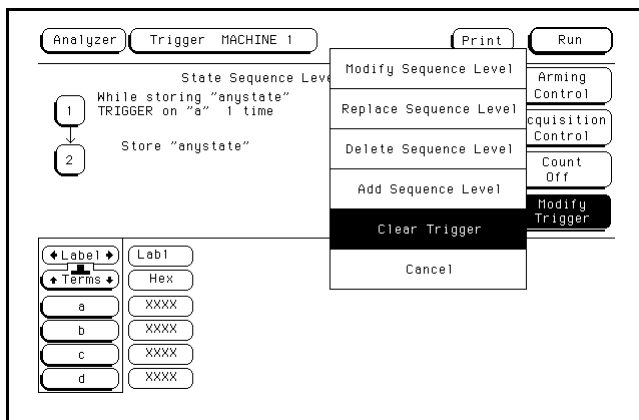 Analyzer Trigger MACHINE 1 Print Run
State Sequence Leve
1 While storing "anystate"
TRIGGER on "a" 1 time
2 Store "anystate"
Modify Sequence Level
Replace Sequence Level
Delete Sequence Level
Add Sequence Level
Clear Trigger
Cancel
Arming
Control
cquisition
Control
Count
Off
Modify
Trigger
Label Lab1
Terms Hex
a XXXX
b XXXX
c XXXX
d XXXX